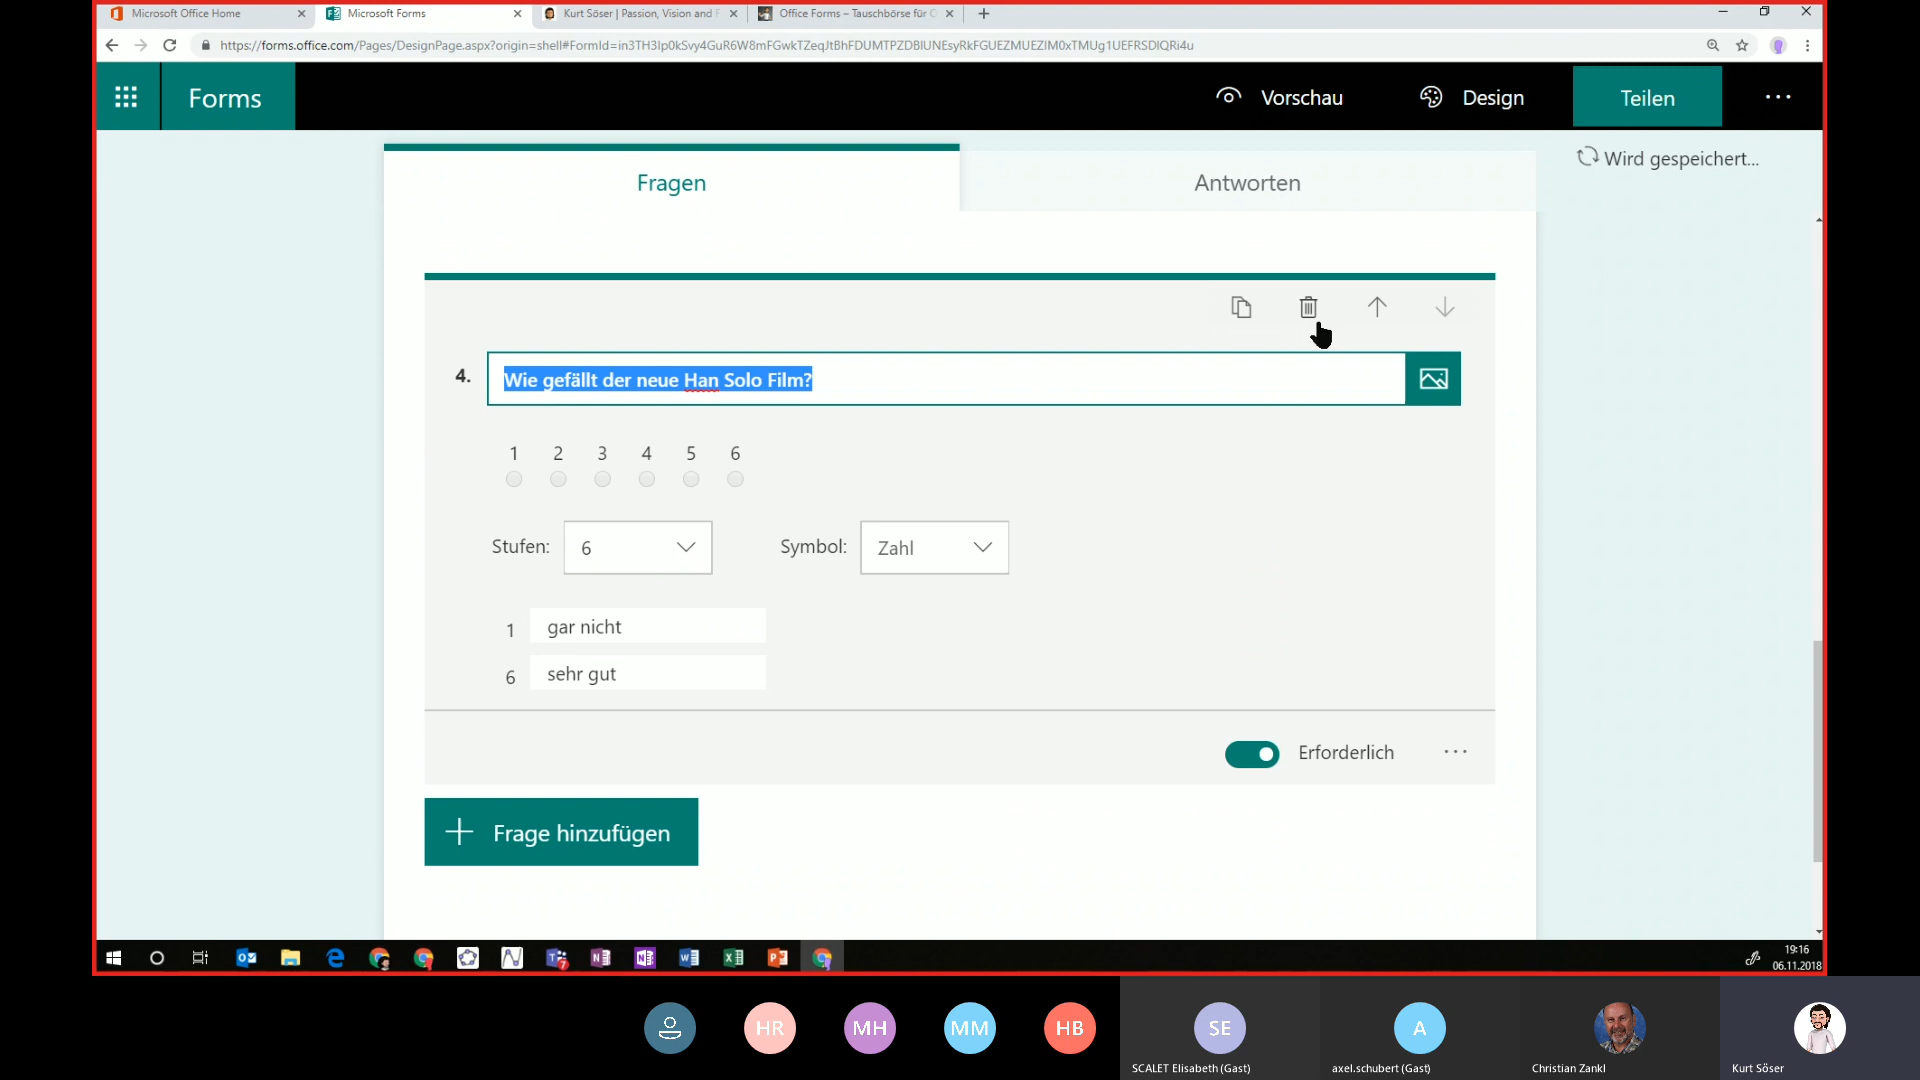 Microsoft Office Home
Microsoft Forms
Kurt Söser | Passion, Vision and F
Office Forms – Tauschbörse für O
https://forms.office.com/Pages/DesignPage.aspx?origin=shell#FormId=in3TH3Ip0kSvy4GuR6W8mFGwkTZeqJtBhFDUMTPZDBIUNEsyRkFGUEZMUEZIM0xTMUg1UEFRSDIQRi4u
Forms
Vorschau
Design
Teilen
Fragen
Antworten
Wird gespeichert...
4.
Wie gefällt der neue Han Solo Film?
1 2 3 4 5 6
Stufen:
6
Symbol:
Zahl
1 gar nicht
6 sehr gut
Erforderlich
Frage hinzufügen
19:16
06.11.2018
HR
MH
MM
HB
SE
A
SCALET Elisabeth (Gast)
axel.schubert (Gast)
Christian Zankl
Kurt Söser